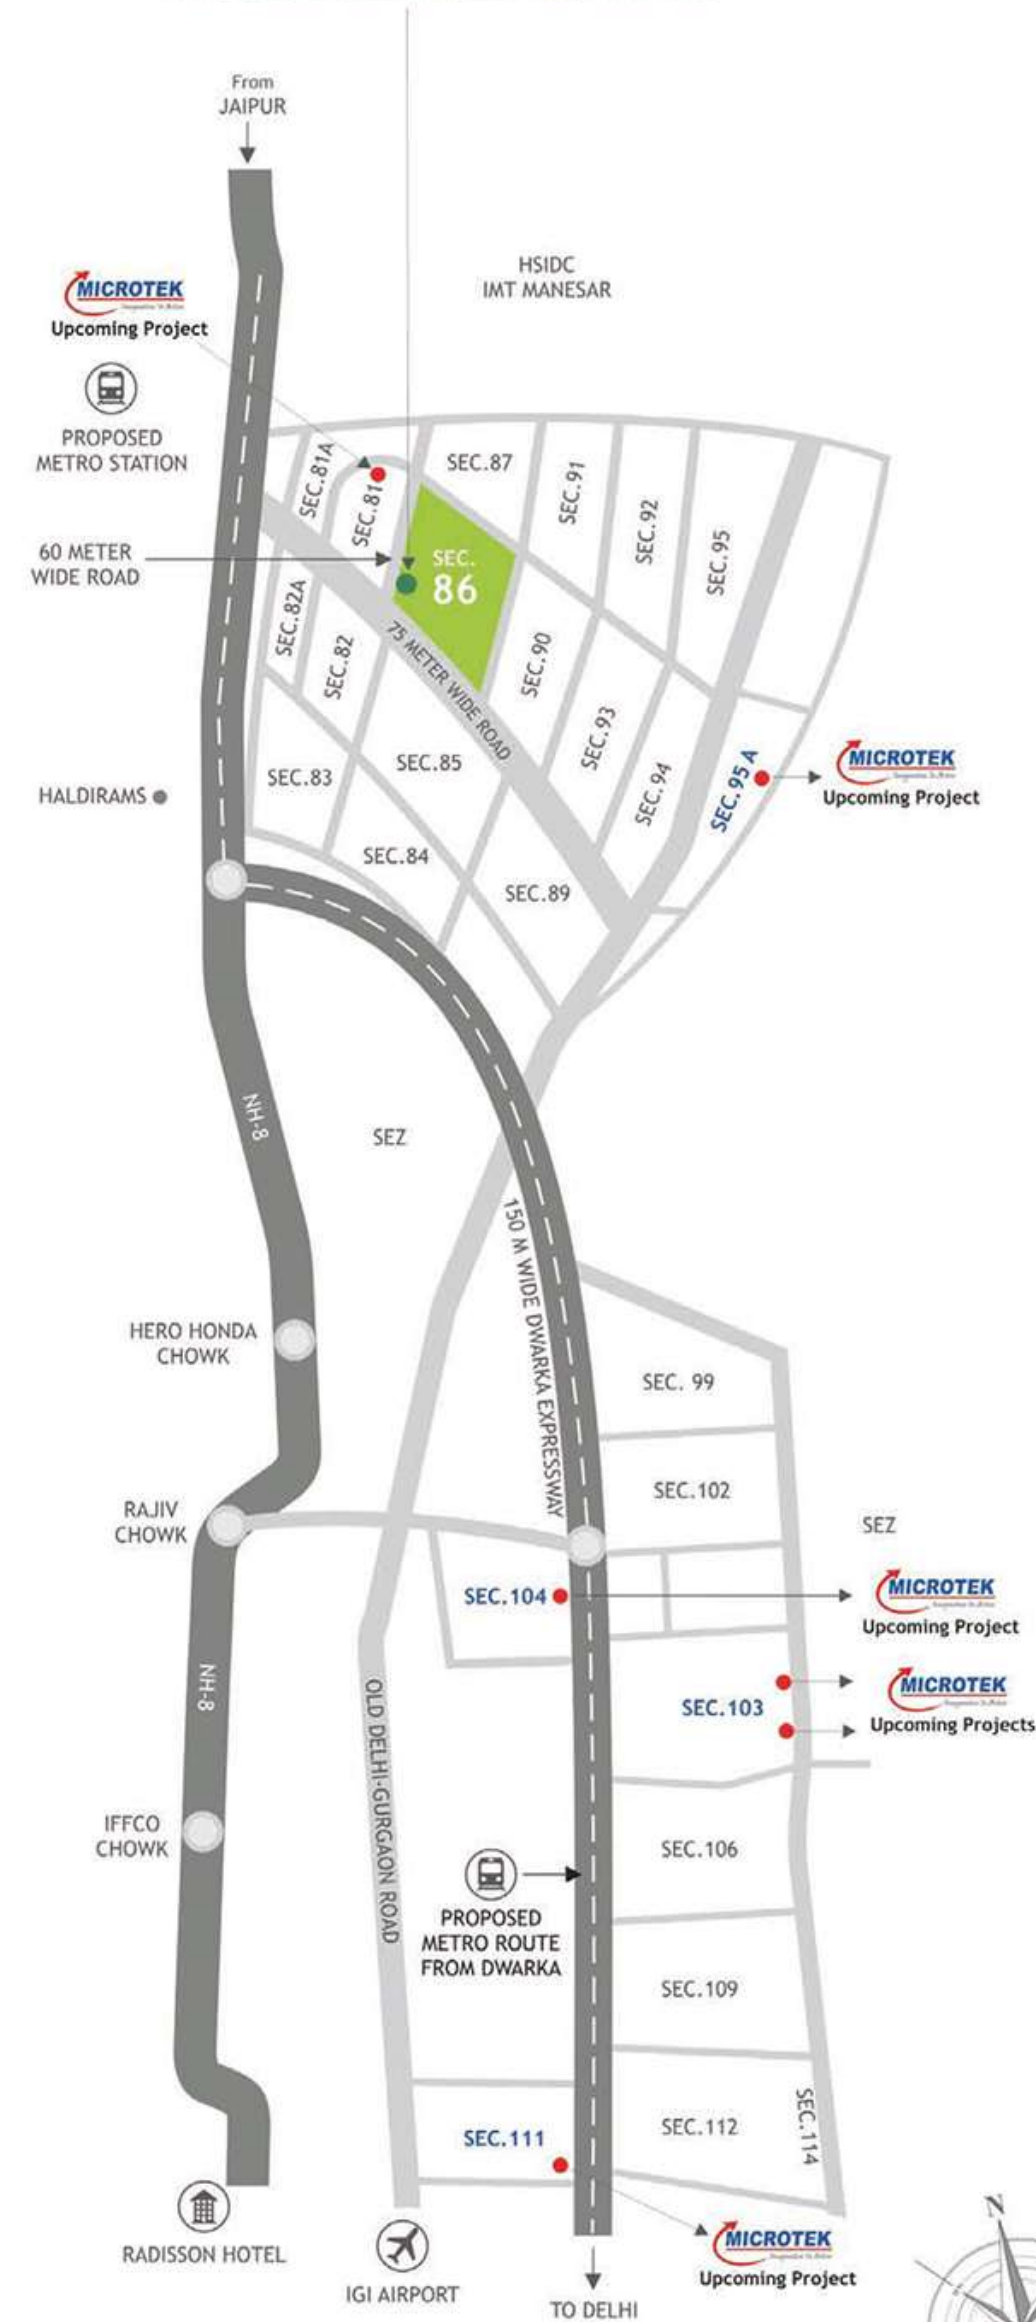 From
JAIPUR
HSIDC
IMT MANESAR
MICROTEK
Upcoming Project
PROPOSED
METRO STATION
SEC.81A
SEC.81
SEC.87
SEC.91
SEC.92
SEC.95
60 METER
WIDE ROAD
SEC.
86
SEC.82A
SEC.82
75 METER WIDE ROAD
SEC.90
SEC.93
SEC.94
SEC.95 A
MICROTEK
Upcoming Project
SEC.83
SEC.85
HALDIRAMS
SEC.84
SEC.89
NH-8
SEZ
150 M WIDE DWARKA EXPRESSWAY
HERO HONDA
CHOWK
SEC. 99
SEC.102
RAJIV
CHOWK
SEZ
SEC.104
MICROTEK
Upcoming Project
NH-8
OLD DELHI-GURGAON ROAD
SEC.103
MICROTEK
Upcoming Projects
IFFCO
CHOWK
SEC.106
PROPOSED
METRO ROUTE
FROM DWARKA
SEC.109
SEC.111
SEC.112
SEC.114
RADISSON HOTEL
IGI AIRPORT
MICROTEK
Upcoming Project
TO DELHI
N